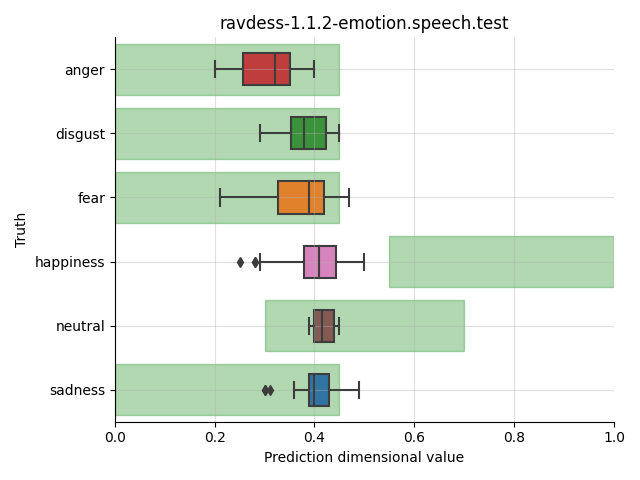 ravdess-1.1.2-emotion.speech.test
anger
disgust
fear
happiness
neutral
sadness
Truth
0.0 0.2 0.4 0.6 0.8 1.0
Prediction dimensional value